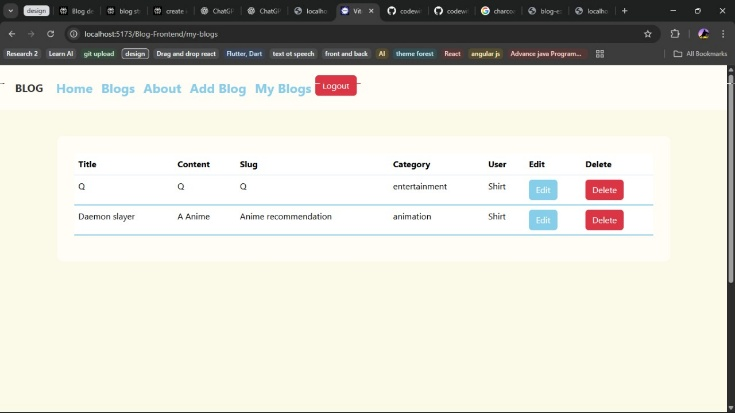 design
Blog de
blog st
create a
ChatGP
ChatGP
localho
Vit
codewi
codewi
charco
blog-ec
localho
localhost:5173/Blog-Frontend/my-blogs
Research 2 Learn AI git upload design Drag and drop react Flutter, Dart text ot speech front and back AI theme forest React angular js Advance java Program... All Bookmarks
BLOG Home Blogs About Add Blog My Blogs Logout
Title Content Slug Category User Edit Delete
Q Q Q entertainment Shirt Edit Delete
Daemon slayer A Anime Anime recommendation animation Shirt Edit Delete